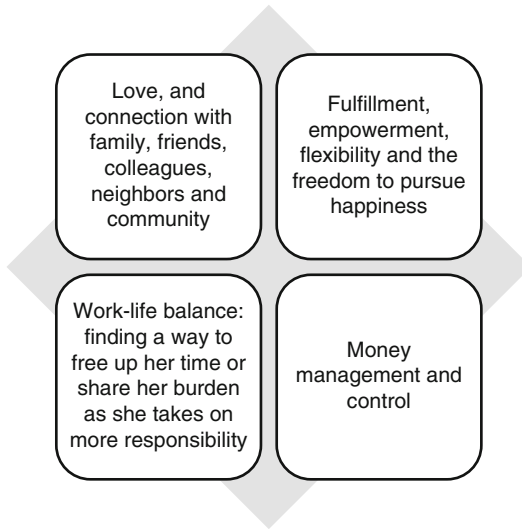 Love, and
connection with
family, friends,
colleagues,
neighbors and
community
Fulfillment,
empowerment,
flexibility and the
freedom to pursue
happiness
Work-life balance:
finding a way to
free up her time or
share her burden
as she takes on
more responsibility
Money
management and
control